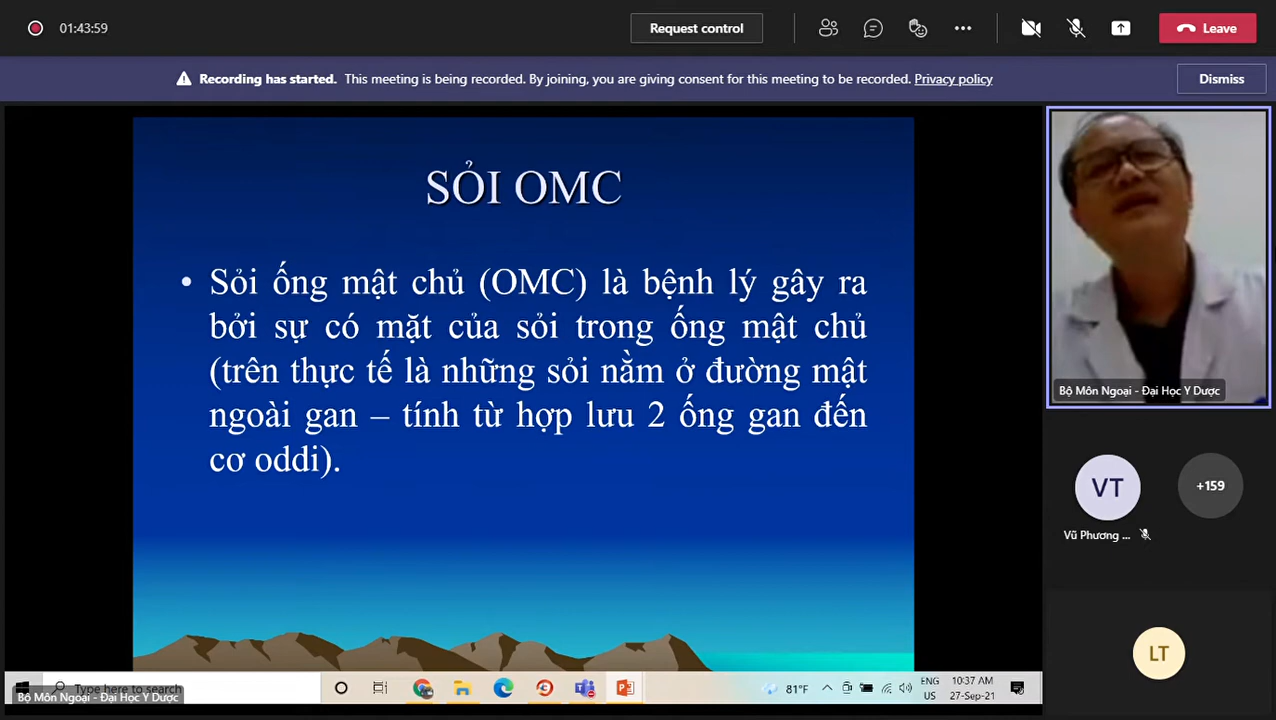 01:43:59
Request control
Leave
Recording has started. This meeting is being recorded. By joining, you are giving consent for this meeting to be recorded. Privacy policy
Dismiss
SỎI OMC
• Sỏi ống mật chủ (OMC) là bệnh lý gây ra
bởi sự có mặt của sỏi trong ống mật chủ
(trên thực tế là những sỏi nằm ở đường mật
ngoài gan – tính từ hợp lưu 2 ống gan đến
cơ oddi).
Bộ Môn Ngoại - Đại Học Y Dược
VT
+159
Vũ Phương ...
LT
Type here to search
Bộ Môn Ngoại - Đại Học Y Dược
81°F
ENG
US
10:37 AM
27-Sep-21